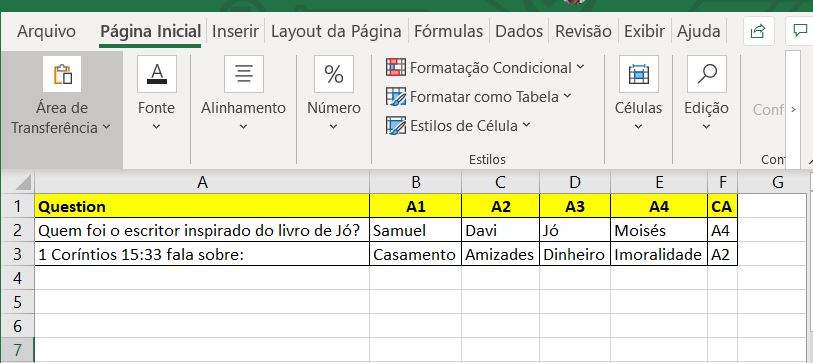 Arquivo Página Inicial Inserir Layout da Página Fórmulas Dados Revisão Exibir Ajuda
Área de Transferência
Fonte
Alinhamento
%
Número
Formatação Condicional
Formatar como Tabela
Estilos de Célula
Estilos
Células
Edição
Conf
Con
A B C D E F G
1 Question A1 A2 A3 A4 CA
2 Quem foi o escritor inspirado do livro de Jó? Samuel Davi Jó Moisés A4
3 1 Coríntios 15:33 fala sobre: Casamento Amizades Dinheiro Imoralidade A2
4
5
6
7